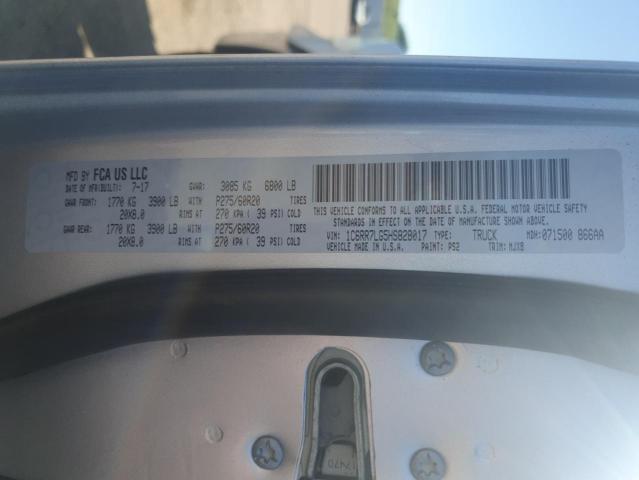 MFD BY FCA US LLC
DATE OF MFR(BUILT): 7-17 GVWR: 3085 KG 6800 LB
GAWR FRONT: 1770 KG 3900 LB P275/60R20 TIRES
20X8.0 RIMS AT 270 KPA ( 39 PSI) COLD
GAWR REAR: 1770 KG 3900 LB P275/60R20 TIRES
20X8.0 RIMS AT 270 KPA ( 39 PSI) COLD
THIS VEHICLE CONFORMS TO ALL APPLICABLE U.S.A. FEDERAL MOTOR VEHICLE SAFETY
STANDARDS IN EFFECT ON THE DATE OF MANUFACTURE SHOWN ABOVE.
VIN: 1C6RR7LG5HS828017 TYPE: TRUCK MDH: 071500 866AA
VEHICLE MADE IN U.S.A. PAINT: PS2 TRIM: MJX8
17470